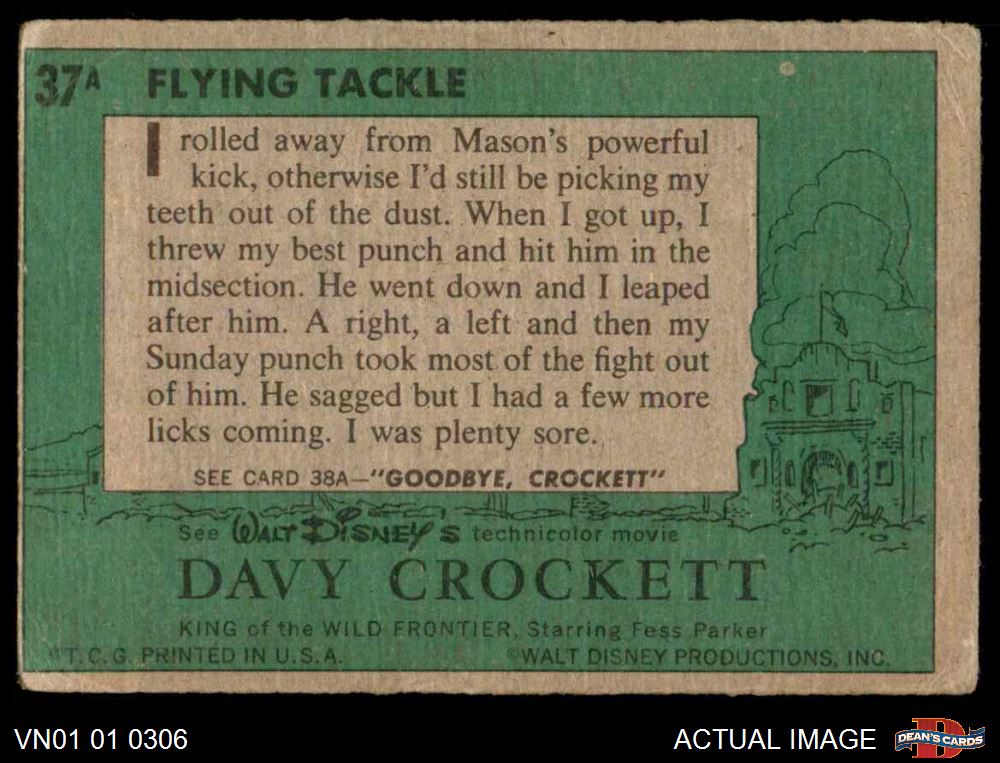 37A FLYING TACKLE
I rolled away from Mason's powerful
kick, otherwise I'd still be picking my
teeth out of the dust. When I got up, I
threw my best punch and hit him in the
midsection. He went down and I leaped
after him. A right, a left and then my
Sunday punch took most of the fight out
of him. He sagged but I had a few more
licks coming. I was plenty sore.
SEE CARD 38A—"GOODBYE, CROCKETT"
See WALT DISNEY'S technicolor movie
DAVY CROCKETT
KING of the WILD FRONTIER, Starring Fess Parker
©T.C.G. PRINTED IN U.S.A. ©WALT DISNEY PRODUCTIONS, INC.
VN01 01 0306 ACTUAL IMAGE DEAN'S CARDS